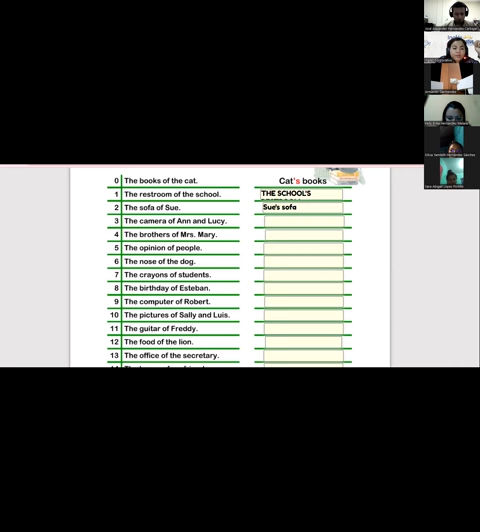 0 The books of the cat. Cat's books
1 The restroom of the school. THE SCHOOL'S
2 The sofa of Sue. Sue's sofa
3 The camera of Ann and Lucy.
4 The brothers of Mrs. Mary.
5 The opinion of people.
6 The nose of the dog.
7 The crayons of students.
8 The birthday of Esteban.
9 The computer of Robert.
10 The pictures of Sally and Luis.
11 The guitar of Freddy.
12 The food of the lion.
13 The office of the secretary.